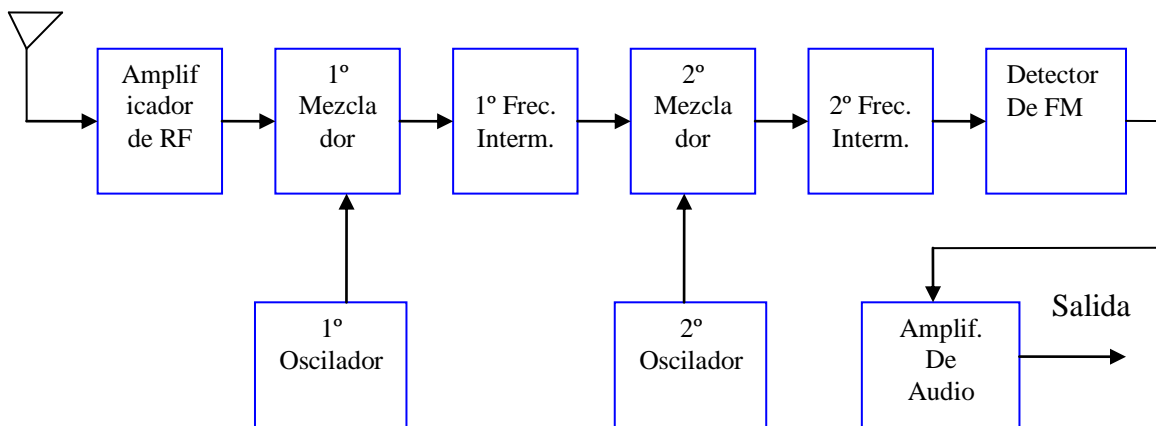 Amplif
icador
de RF
1º
Mezcla
dor
1º Frec.
Interm.
2º
Mezcla
dor
2º Frec.
Interm.
Detector
De FM
1º
Oscilador
2º
Oscilador
Amplif.
De
Audio
Salida